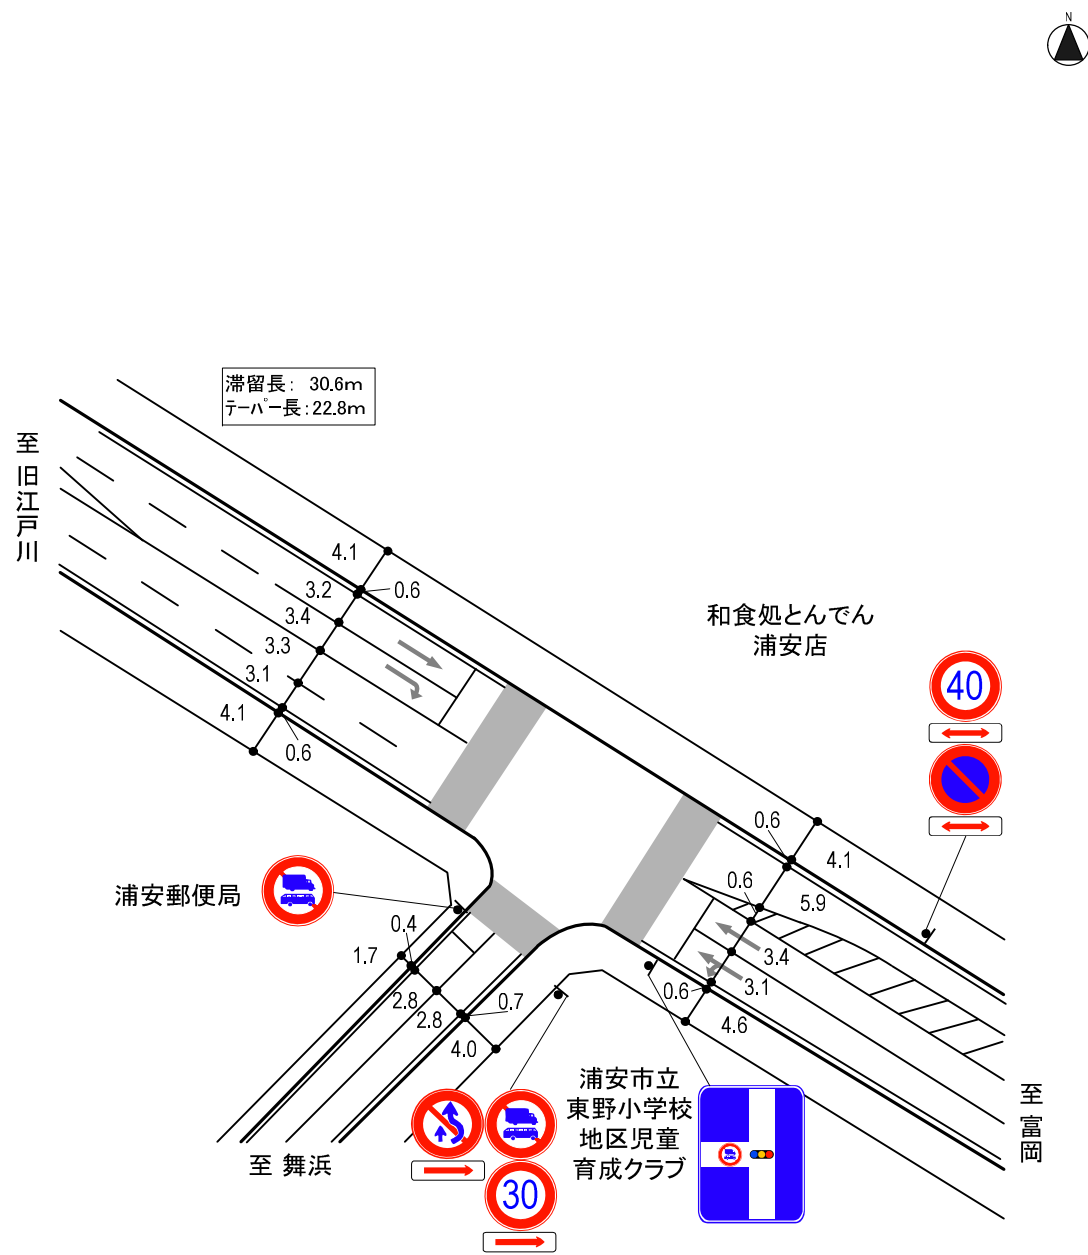 N
滞留長: 30.6m
テーパー長:22.8m
至 旧江戸川
4.1
3.2
0.6
3.4
3.3
3.1
4.1
0.6
和食処とんでん
浦安店
40
0.6
4.1
0.6
5.9
3.4
3.1
0.6
4.6
浦安郵便局
1.7
0.4
2.8
2.8
0.7
4.0
至 舞浜
浦安市立
東野小学校
地区児童
育成クラブ
30
至 富岡